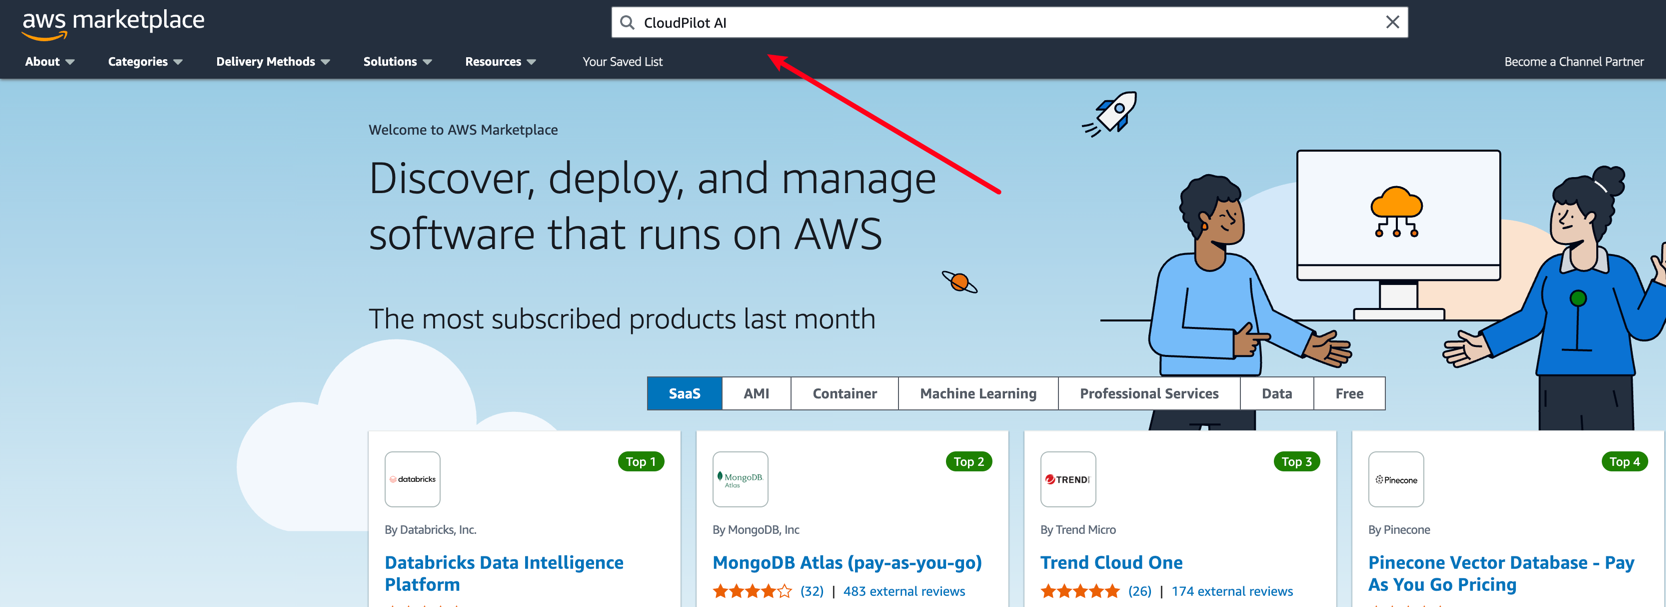 aws marketplace
CloudPilot AI
About
Categories
Delivery Methods
Solutions
Resources
Your Saved List
Become a Channel Partner
Welcome to AWS Marketplace
Discover, deploy, and manage
software that runs on AWS
The most subscribed products last month
SaaS
AMI
Container
Machine Learning
Professional Services
Data
Free
databricks
Top 1
By Databricks, Inc.
Databricks Data Intelligence
Platform
MongoDB.
Atlas
Top 2
By MongoDB, Inc
MongoDB Atlas (pay-as-you-go)
(32) | 483 external reviews
TREND
Top 3
By Trend Micro
Trend Cloud One
(26) | 174 external reviews
Pinecone
Top 4
By Pinecone
Pinecone Vector Database - Pay
As You Go Pricing